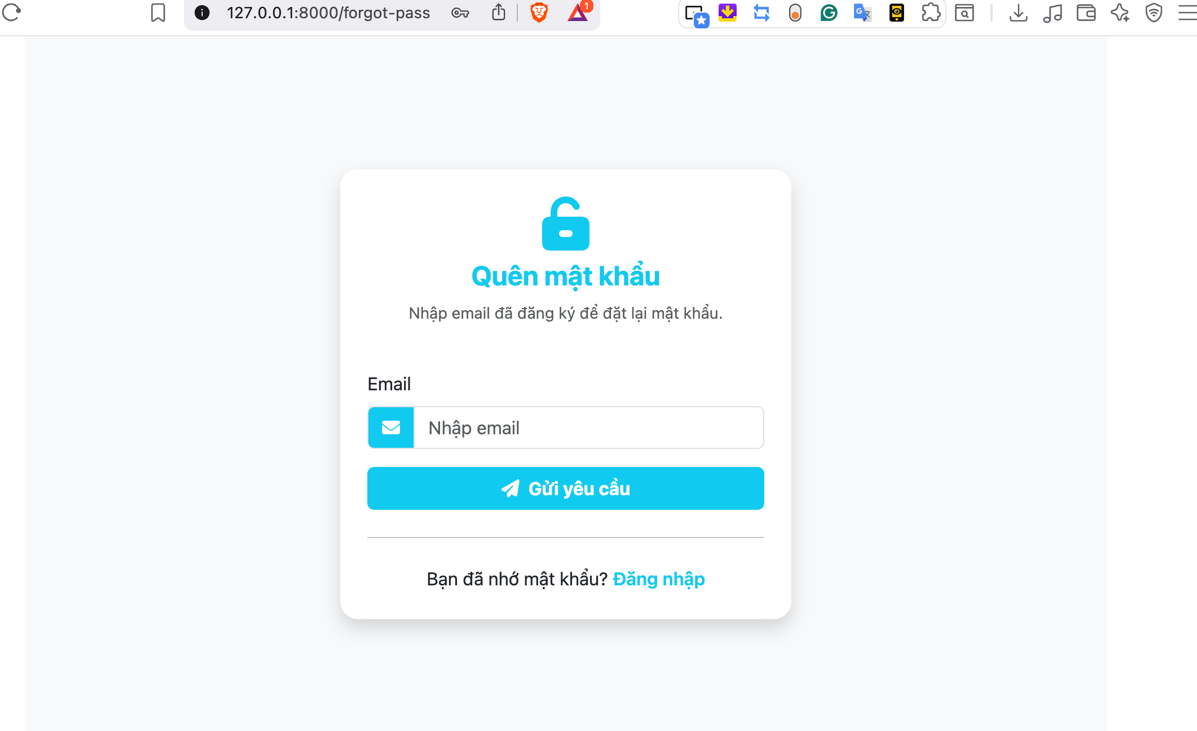 127.0.0.1:8000/forgot-pass
1
Quên mật khẩu
Nhập email đã đăng ký để đặt lại mật khẩu.
Email
Nhập email
Gửi yêu cầu
Bạn đã nhớ mật khẩu? Đăng nhập